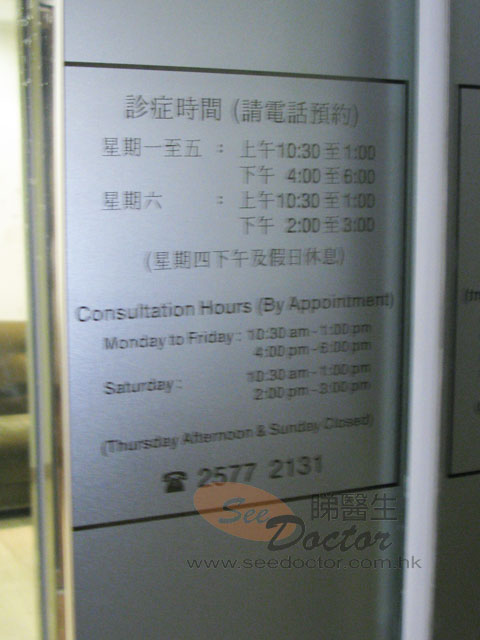 診症時間 (請電話預約)
星期一至五 : 上午10:30至1:00
下午 4:00至6:00
星期六 : 上午10:30至1:00
下午 2:00至3:00
(星期四下午及假日休息)
Consultation Hours (By Appointment)
Monday to Friday : 10:30 am - 1:00 pm
4:00 pm - 6:00 pm
Saturday : 10:30 am - 1:00 pm
2:00 pm - 3:00 pm
(Thursday Afternoon & Sunday Closed)
☎ 2577 2131
See Doctor 睇醫生
www.seedoctor.com.hk